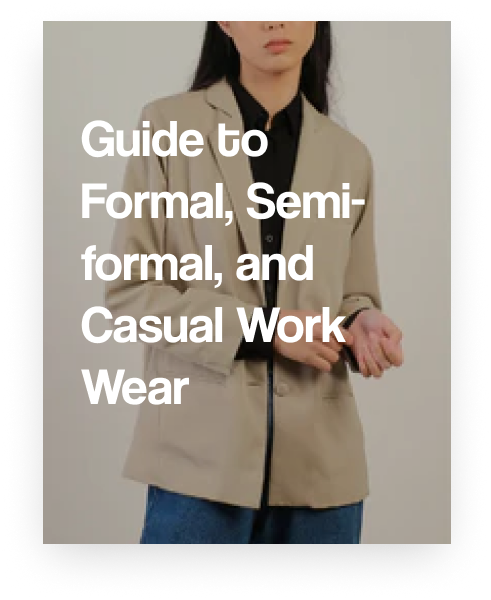 Guide to
Formal, Semi-
formal, and
Casual Work
Wear